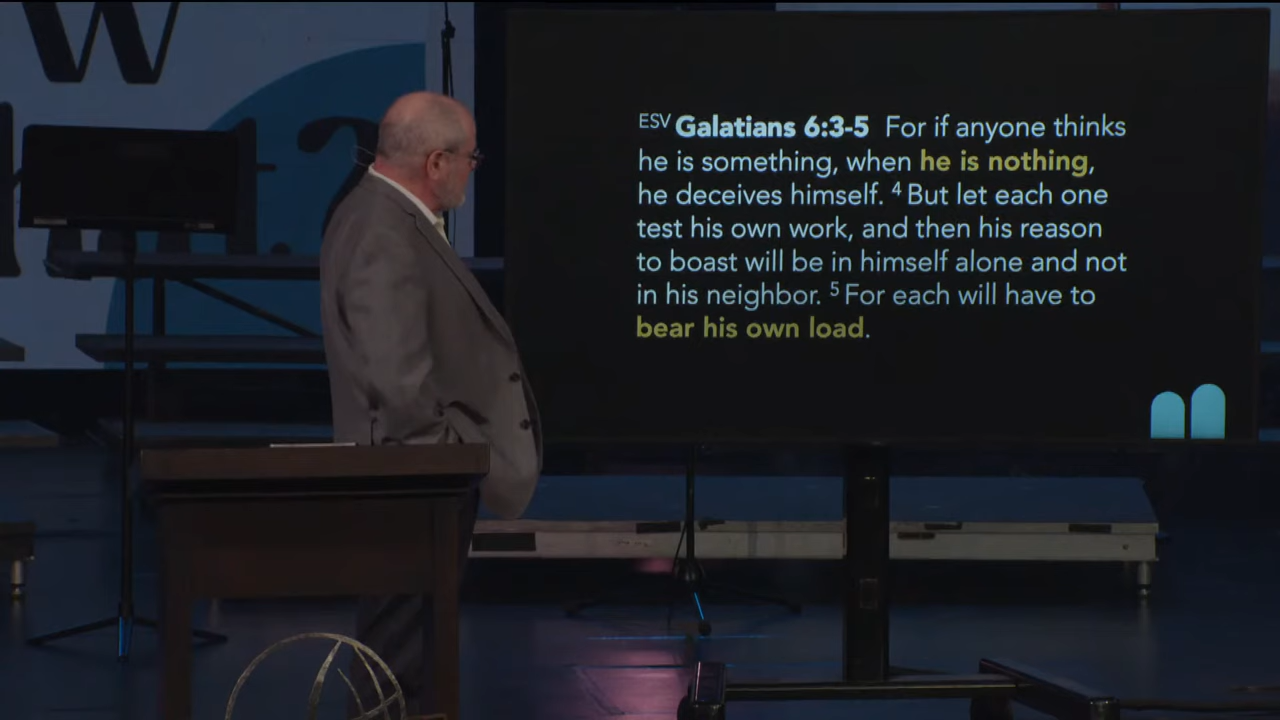 W
ESV Galatians 6:3-5 For if anyone thinks
he is something, when he is nothing,
he deceives himself. 4 But let each one
test his own work, and then his reason
to boast will be in himself alone and not
in his neighbor. 5 For each will have to
bear his own load.